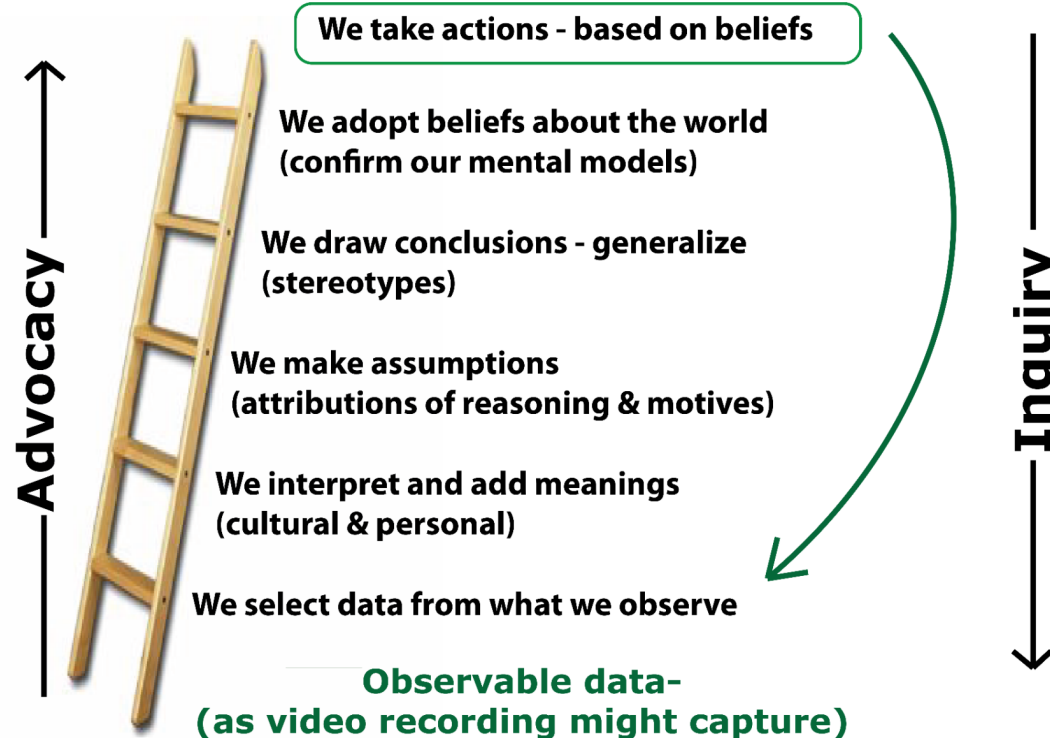 We take actions - based on beliefs
We adopt beliefs about the world
(confirm our mental models)
We draw conclusions - generalize
(stereotypes)
We make assumptions
(attributions of reasoning & motives)
We interpret and add meanings
(cultural & personal)
We select data from what we observe
Observable data-
(as video recording might capture)
Advocacy
Inquiry